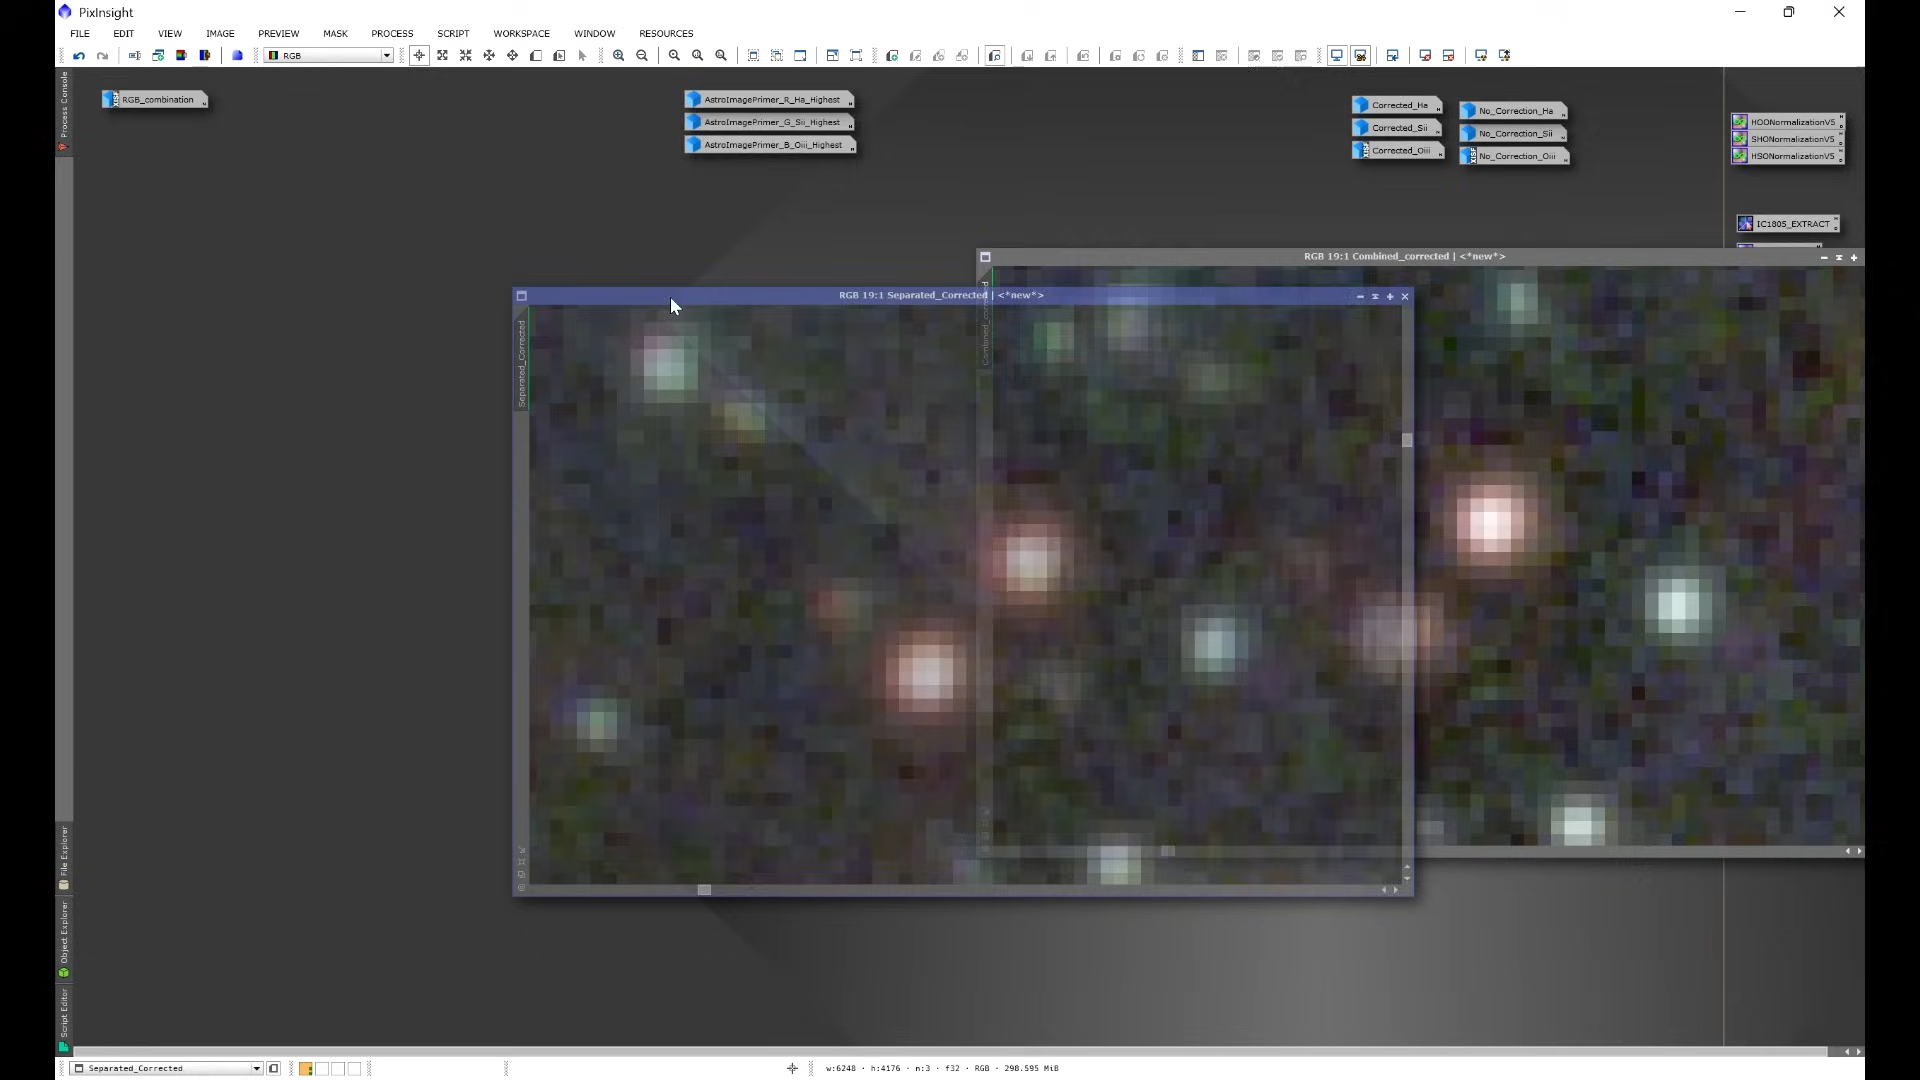 PixInsight
FILE EDIT VIEW IMAGE MASK PROCESS SCRIPT WORKSPACE WINDOW RESOURCES
RGB
Process Console
RGB_combination
AstroImagePrimer_R_Ha_Highest
AstroImagePrimer_G_Sii_Highest
AstroImagePrimer_B_Oiii_Highest
Corrected_Ha
Corrected_Sii
Corrected_Oiii
No_Correction_Ha
No_Correction_Sii
No_Correction_Oiii
HOONormalizationV5
SHONormalizationV5
HSONormalizationV5
IC1805_EXTRACT
RGB 19:1 Combined_corrected | <*new*>
RGB 19:1 Separated_Corrected | <*new*>
Separated_Corrected
File Explorer
Object Explorer
Script Editor
Separated_Corrected
w:6248 · h:4176 · n:3 · f32 · RGB · 298.595 MiB